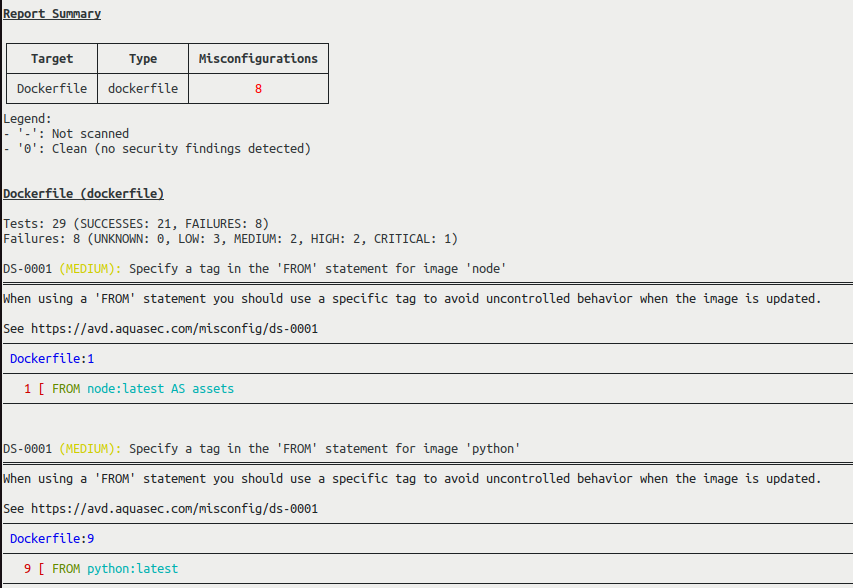 Report Summary
Target Type Misconfigurations
Dockerfile dockerfile 8
Legend:
- '-': Not scanned
- '0': Clean (no security findings detected)
Dockerfile (dockerfile)
Tests: 29 (SUCCESSES: 21, FAILURES: 8)
Failures: 8 (UNKNOWN: 0, LOW: 3, MEDIUM: 2, HIGH: 2, CRITICAL: 1)
DS-0001 (MEDIUM): Specify a tag in the 'FROM' statement for image 'node'
When using a 'FROM' statement you should use a specific tag to avoid uncontrolled behavior when the image is updated.
See https://avd.aquasec.com/misconfig/ds-0001
Dockerfile:1
1 [ FROM node:latest AS assets
DS-0001 (MEDIUM): Specify a tag in the 'FROM' statement for image 'python'
When using a 'FROM' statement you should use a specific tag to avoid uncontrolled behavior when the image is updated.
See https://avd.aquasec.com/misconfig/ds-0001
Dockerfile:9
9 [ FROM python:latest